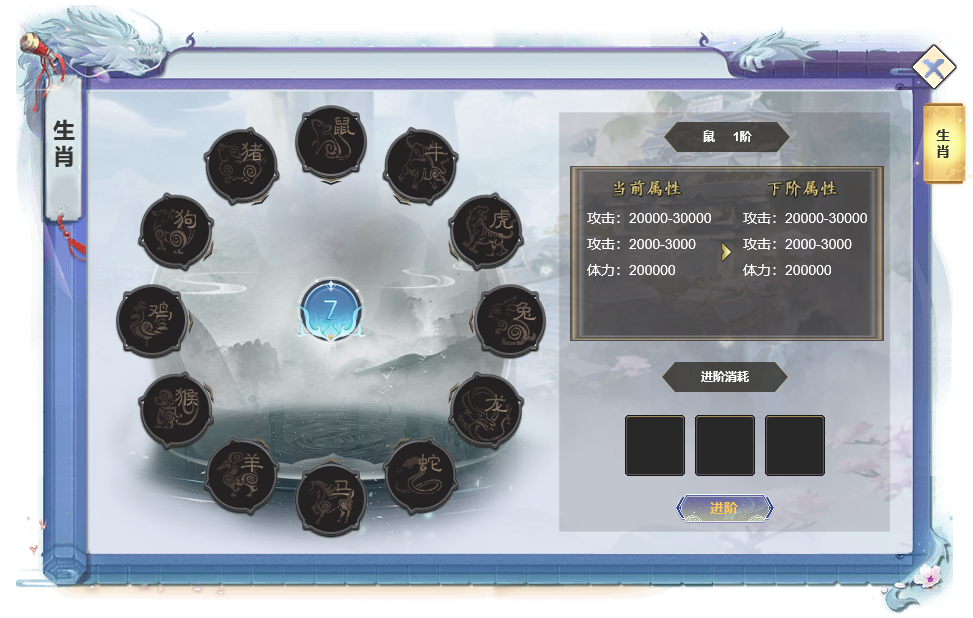 生肖
鼠
牛
虎
兔
龙
蛇
马
羊
猴
鸡
狗
猪
7
鼠 1阶
当前属性
下阶属性
攻击：20000-30000
攻击：20000-30000
攻击：2000-3000
攻击：2000-3000
体力：200000
体力：200000
进阶消耗
进阶
生肖